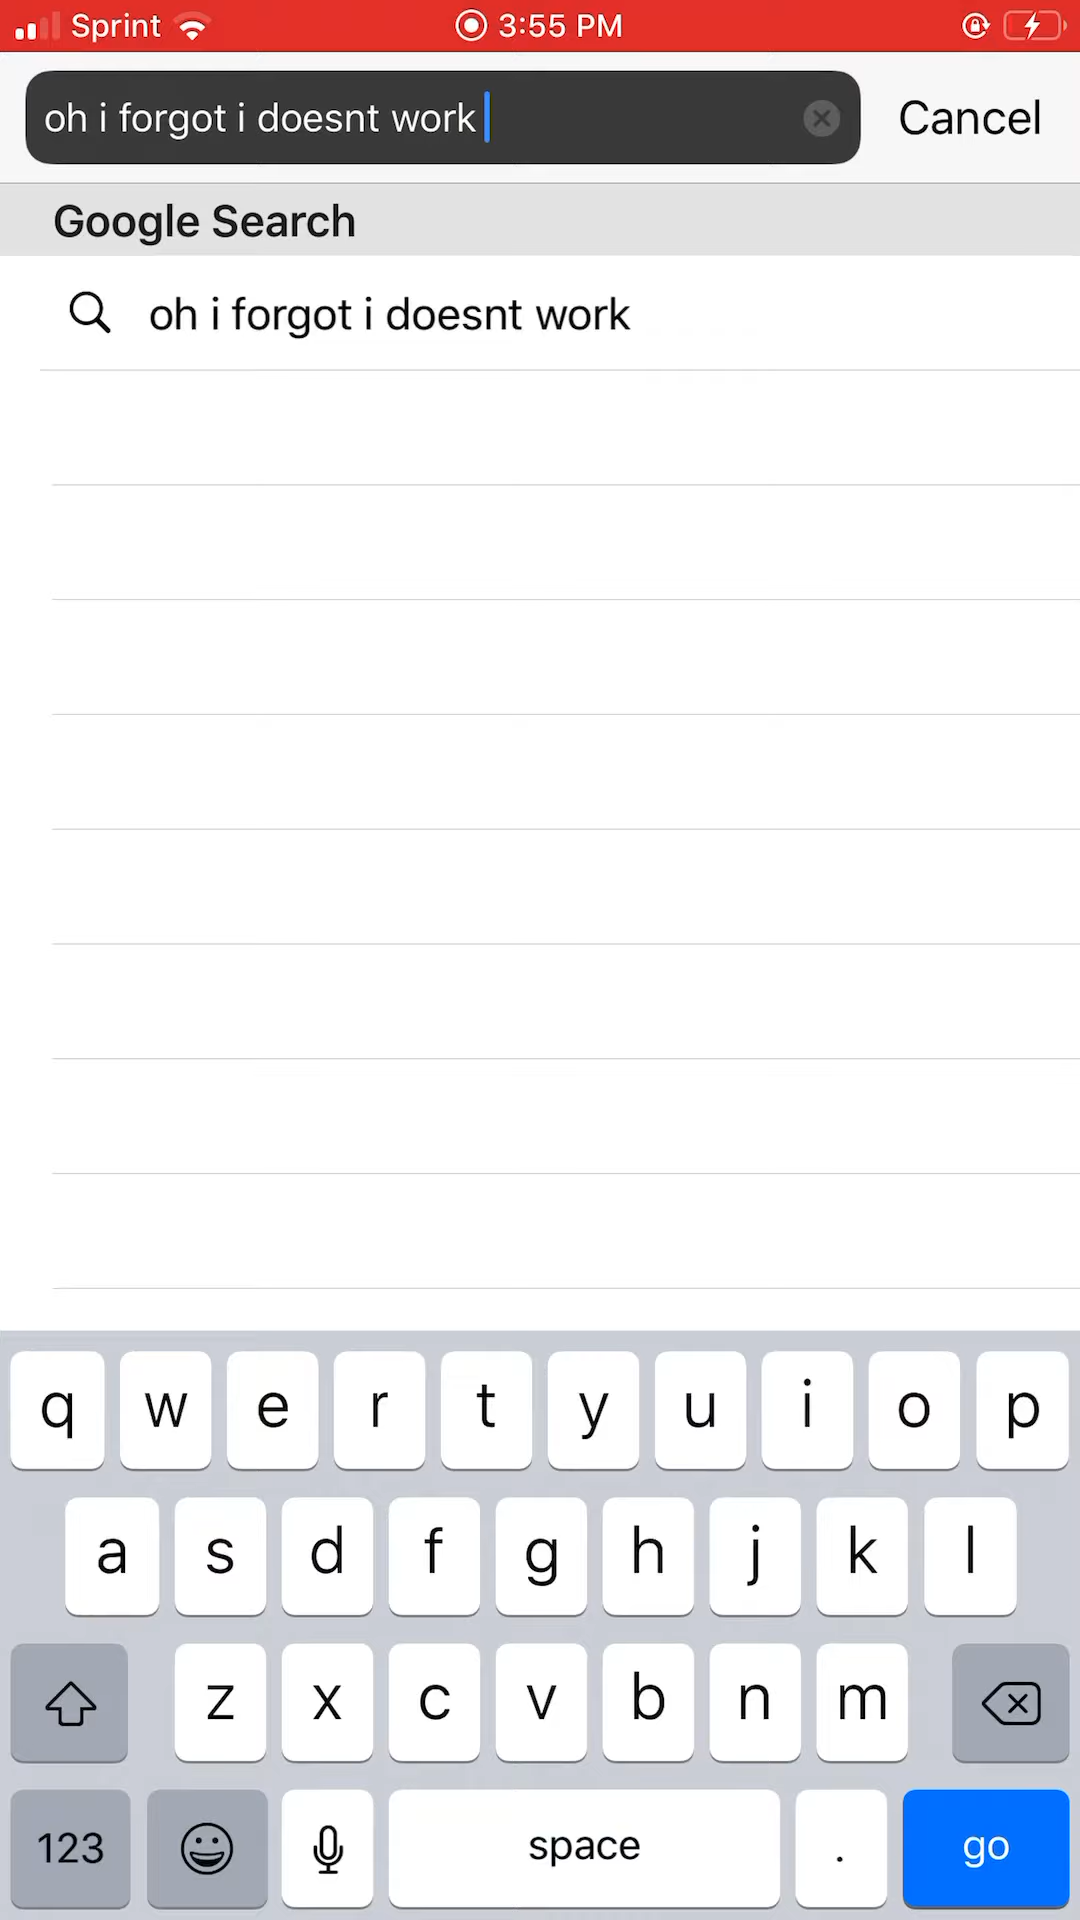 Sprint 3:55 PM
oh i forgot i doesnt work Cancel
Google Search
oh i forgot i doesnt work
q w e r t y u i o p
a s d f g h j k l
z x c v b n m
123 space . go